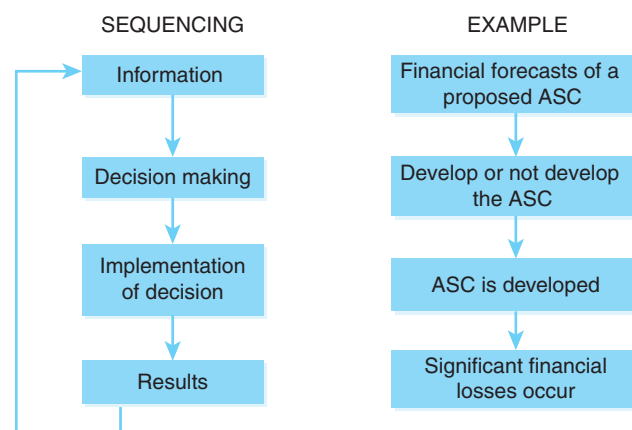 SEQUENCING
Information
Decision making
Implementation
of decision
Results
EXAMPLE
Financial forecasts of a
proposed ASC
Develop or not develop
the ASC
ASC is developed
Significant financial
losses occur